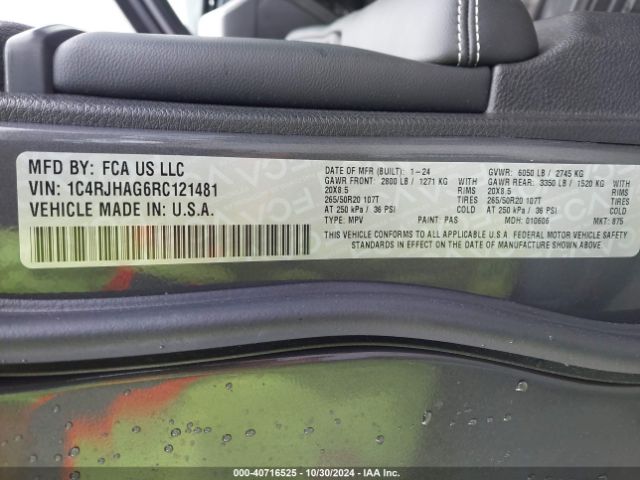 MFD BY: FCA US LLC
VIN: 1C4RJHAG6RC121481
VEHICLE MADE IN: U.S.A.
DATE OF MFR (BUILT): 1-24 GVWR: 6050 LB / 2745 KG
GAWR FRONT: 2800 LB / 1271 KG WITH GAWR REAR: 3350 LB / 1520 KG WITH
20X8.5 RIMS 20X8.5 RIMS
265/50R20 107T TIRES 265/50R20 107T TIRES
AT 250 kPa / 36 PSI COLD AT 250 kPa / 36 PSI COLD
TYPE: MPV PAINT: PAS MDH: 010606 MKT: 875
THIS VEHICLE CONFORMS TO ALL APPLICABLE U.S.A. FEDERAL MOTOR VEHICLE SAFETY
STANDARDS IN EFFECT ON THE DATE OF MANUFACTURE SHOWN ABOVE.
000-40716525 - 10/30/2024 - IAA Inc.